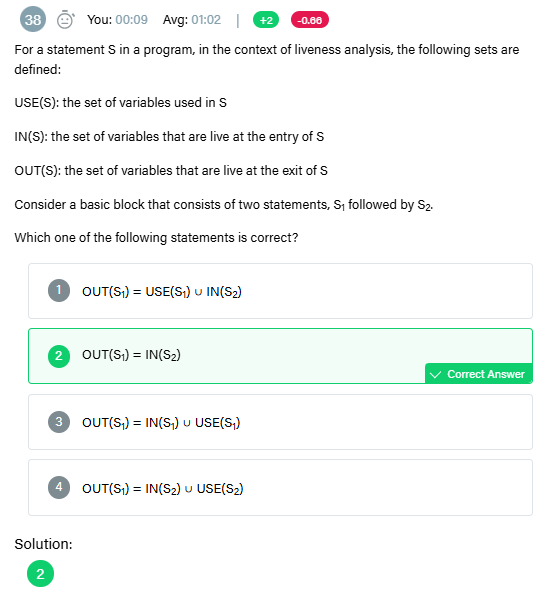 38 You: 00:09 Avg: 01:02 | +2 -0.66
For a statement S in a program, in the context of liveness analysis, the following sets are
defined:
USE(S): the set of variables used in S
IN(S): the set of variables that are live at the entry of S
OUT(S): the set of variables that are live at the exit of S
Consider a basic block that consists of two statements, S₁ followed by S₂.
Which one of the following statements is correct?
1 OUT(S₁) = USE(S₁) ∪ IN(S₂)
2 OUT(S₁) = IN(S₂)
✓ Correct Answer
3 OUT(S₁) = IN(S₁) ∪ USE(S₁)
4 OUT(S₁) = IN(S₂) ∪ USE(S₂)
Solution:
2